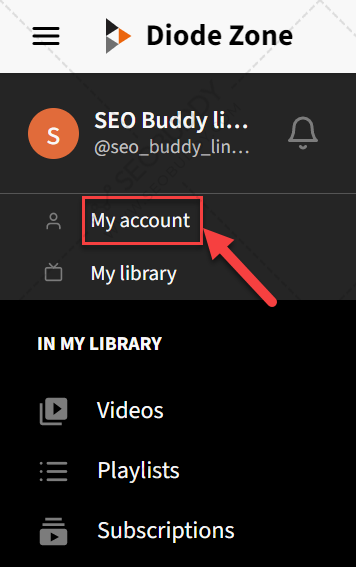 Diode Zone
S
SEO Buddy li...
@seo_buddy_lin...
My account
My library
IN MY LIBRARY
Videos
Playlists
Subscriptions